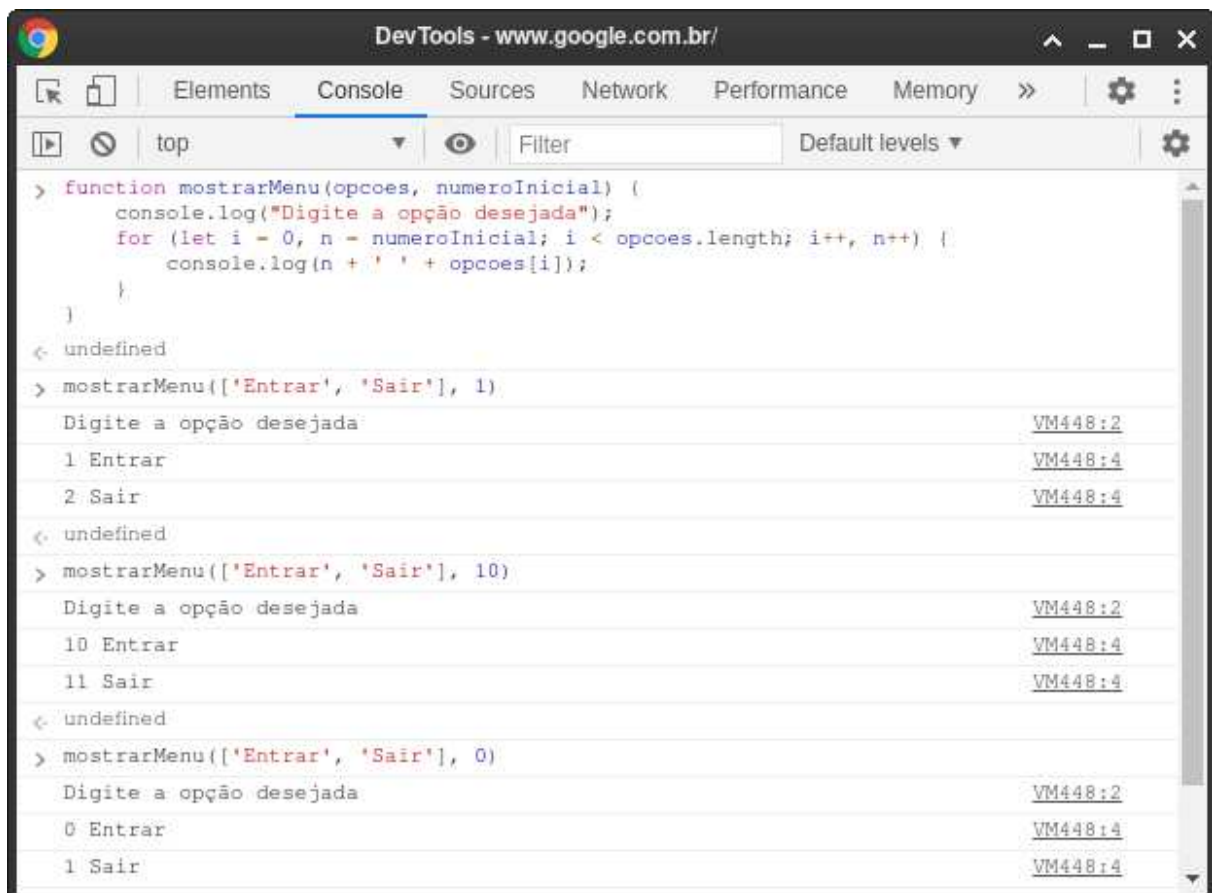 DevTools - www.google.com.br/
Elements Console Sources Network Performance Memory »
top Filter Default levels ▼
> function mostrarMenu(opcoes, numeroInicial) {
console.log("Digite a opção desejada");
for (let i = 0, n = numeroInicial; i < opcoes.length; i++, n++) {
console.log(n + ' ' + opcoes[i]);
}
}
<· undefined
> mostrarMenu(['Entrar', 'Sair'], 1)
Digite a opção desejada VM448:2
1 Entrar VM448:4
2 Sair VM448:4
<· undefined
> mostrarMenu(['Entrar', 'Sair'], 10)
Digite a opção desejada VM448:2
10 Entrar VM448:4
11 Sair VM448:4
<· undefined
> mostrarMenu(['Entrar', 'Sair'], 0)
Digite a opção desejada VM448:2
0 Entrar VM448:4
1 Sair VM448:4